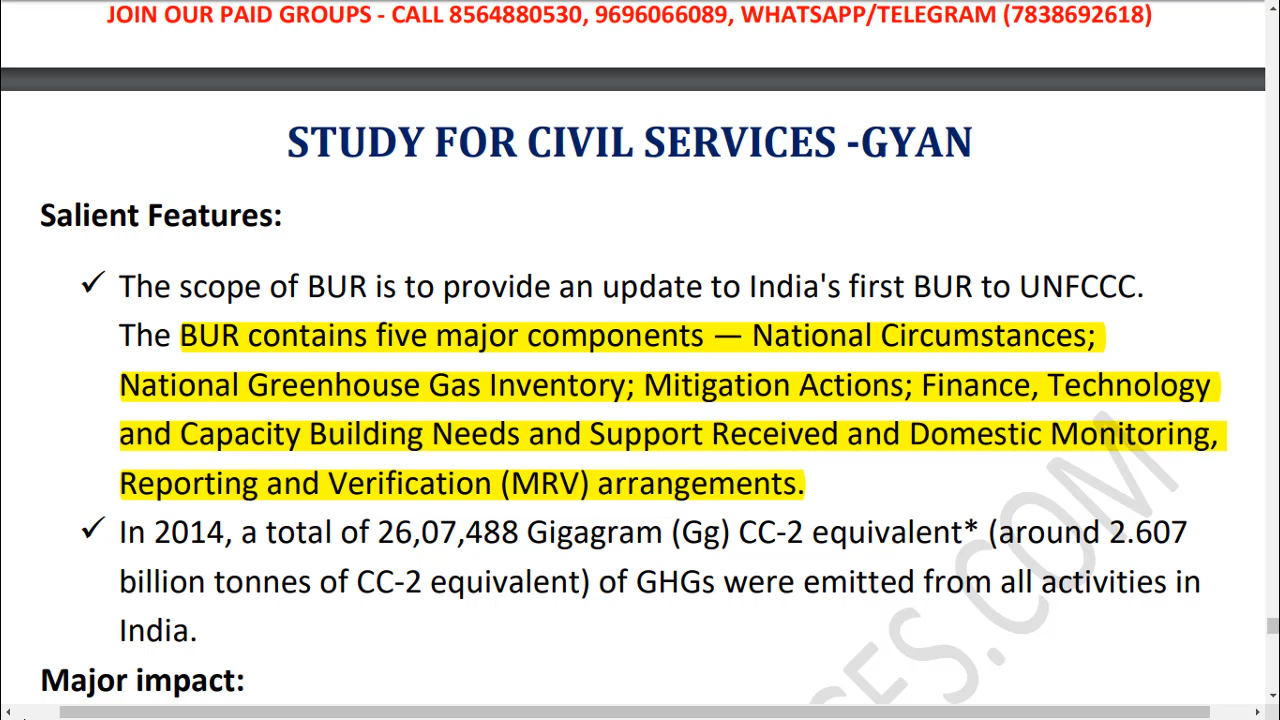 JOIN OUR PAID GROUPS - CALL 8564880530, 9696066089, WHATSAPP/TELEGRAM (7838692618)
STUDY FOR CIVIL SERVICES -GYAN
Salient Features:
✓ The scope of BUR is to provide an update to India's first BUR to UNFCCC.
The BUR contains five major components — National Circumstances;
National Greenhouse Gas Inventory; Mitigation Actions; Finance, Technology
and Capacity Building Needs and Support Received and Domestic Monitoring,
Reporting and Verification (MRV) arrangements.
✓ In 2014, a total of 26,07,488 Gigagram (Gg) CC-2 equivalent* (around 2.607
billion tonnes of CC-2 equivalent) of GHGs were emitted from all activities in
India.
Major impact: